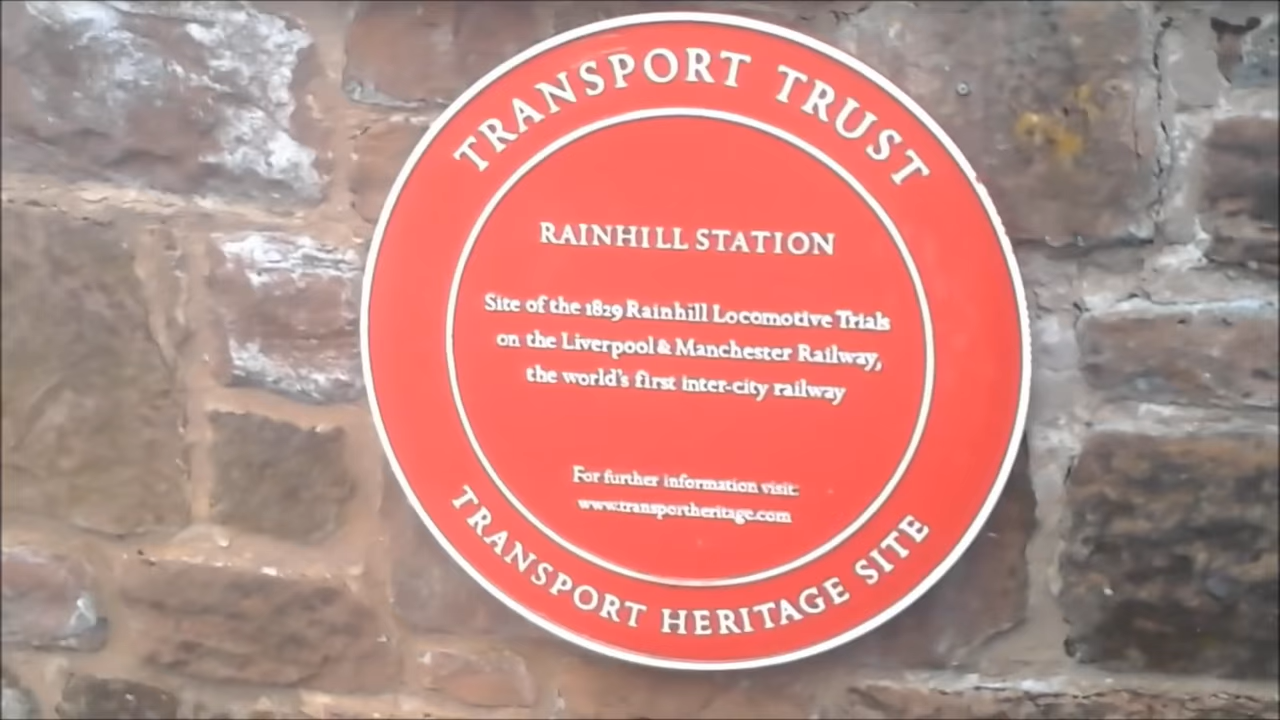 TRANSPORT TRUST
RAINHILL STATION
Site of the 1829 Rainhill Locomotive Trials
on the Liverpool & Manchester Railway,
the world's first inter-city railway
For further information visit:
www.transportheritage.com
TRANSPORT HERITAGE SITE